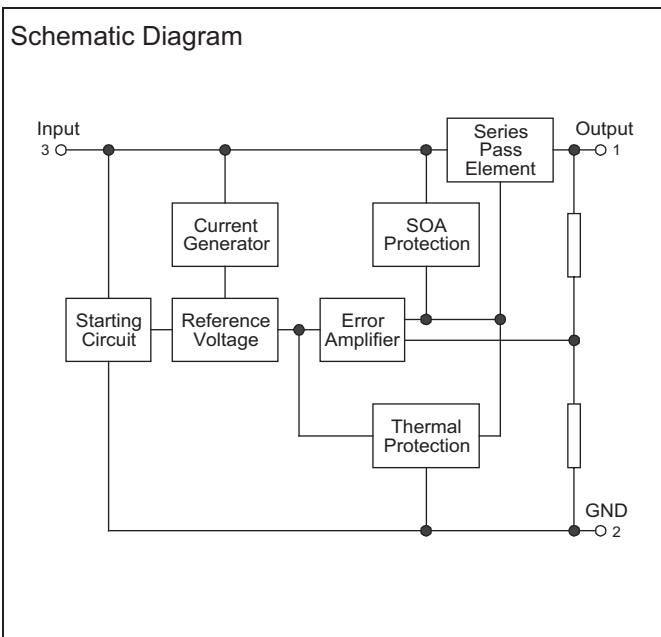 Schematic Diagram
Input
3
Series
Pass
Element
Output
1
Current
Generator
SOA
Protection
Starting
Circuit
Reference
Voltage
Error
Amplifier
Thermal
Protection
GND
2